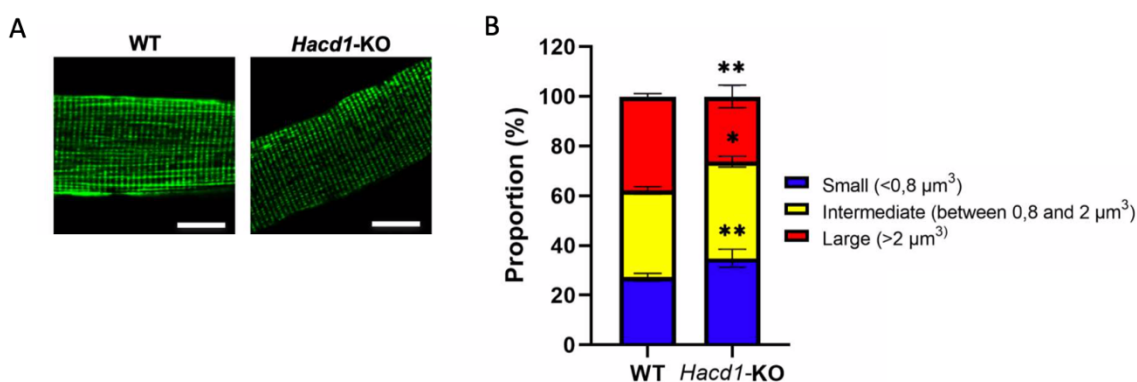 A
WT
Hacd1-KO
B
120
100
80
60
40
20
0
Proportion (%)
**
*
**
WT
Hacd1-KO
Small (<0,8 µm³)
Intermediate (between 0,8 and 2 µm³)
Large (>2 µm³⁾